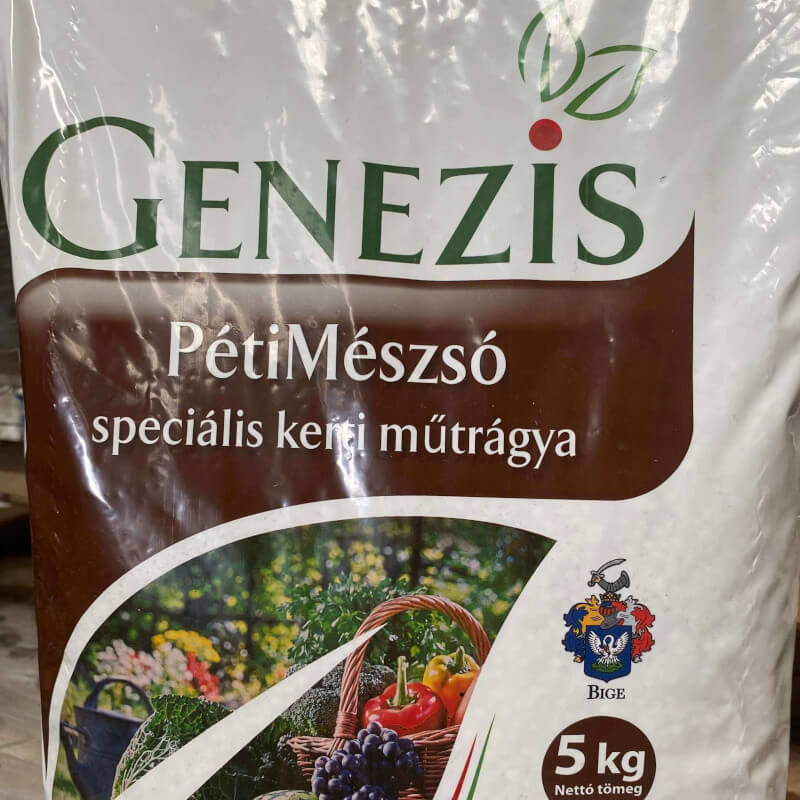 GENEZIS
PétiMészsó
speciális kerti műtrágya
BIGE
5 kg
Nettó tömeg